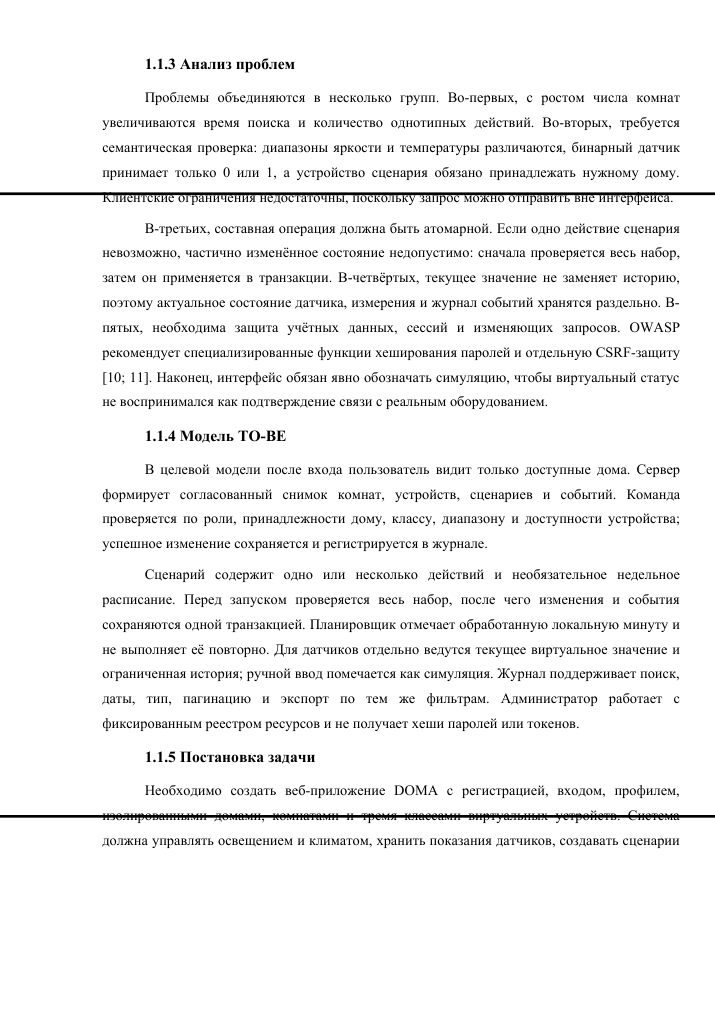 1.1.3 Анализ проблем
Проблемы объединяются в несколько групп. Во-первых, с ростом числа комнат
увеличиваются время поиска и количество однотипных действий. Во-вторых, требуется
семантическая проверка: диапазоны яркости и температуры различаются, бинарный датчик
принимает только 0 или 1, а устройство сценария обязано принадлежать нужному дому.
Клиентские ограничения недостаточны, поскольку запрос можно отправить вне интерфейса.
В-третьих, составная операция должна быть атомарной. Если одно действие сценария
невозможно, частично изменённое состояние недопустимо: сначала проверяется весь набор,
затем он применяется в транзакции. В-четвёртых, текущее значение не заменяет историю,
поэтому актуальное состояние датчика, измерения и журнал событий хранятся раздельно. В-
пятых, необходима защита учётных данных, сессий и изменяющих запросов. OWASP
рекомендует специализированные функции хеширования паролей и отдельную CSRF-защиту
[10; 11]. Наконец, интерфейс обязан явно обозначать симуляцию, чтобы виртуальный статус
не воспринимался как подтверждение связи с реальным оборудованием.
1.1.4 Модель TO-BE
В целевой модели после входа пользователь видит только доступные дома. Сервер
формирует согласованный снимок комнат, устройств, сценариев и событий. Команда
проверяется по роли, принадлежности дому, классу, диапазону и доступности устройства;
успешное изменение сохраняется и регистрируется в журнале.
Сценарий содержит одно или несколько действий и необязательное недельное
расписание. Перед запуском проверяется весь набор, после чего изменения и события
сохраняются одной транзакцией. Планировщик отмечает обработанную локальную минуту и
не выполняет её повторно. Для датчиков отдельно ведутся текущее виртуальное значение и
ограниченная история; ручной ввод помечается как симуляция. Журнал поддерживает поиск,
даты, тип, пагинацию и экспорт по тем же фильтрам. Администратор работает с
фиксированным реестром ресурсов и не получает хеши паролей или токенов.
1.1.5 Постановка задачи
Необходимо создать веб-приложение DOMA с регистрацией, входом, профилем,
изолированными домами, комнатами и тремя классами виртуальных устройств. Система
должна управлять освещением и климатом, хранить показания датчиков, создавать сценарии